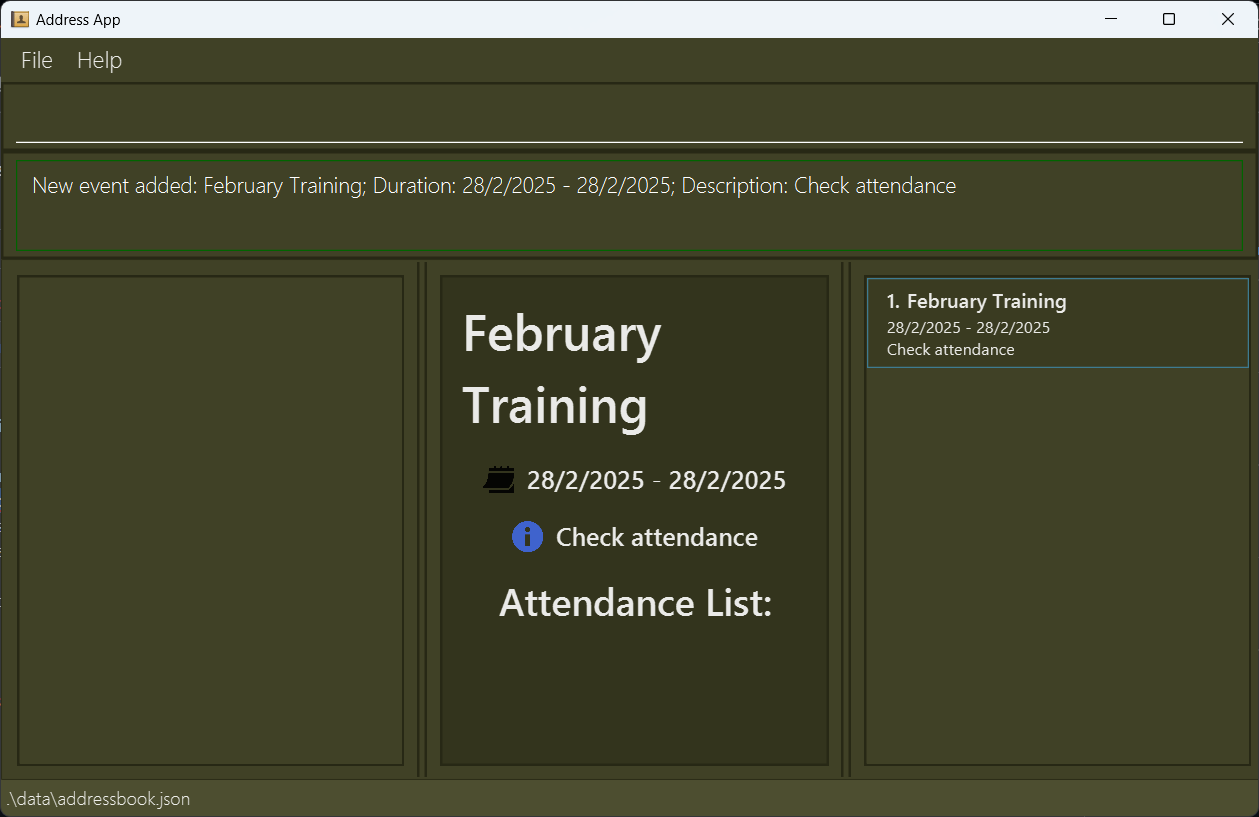 Address App
File Help
New event added: February Training; Duration: 28/2/2025 - 28/2/2025; Description: Check attendance
February
Training
28/2/2025 - 28/2/2025
Check attendance
Attendance List:
1. February Training
28/2/2025 - 28/2/2025
Check attendance
.\data\addressbook.json